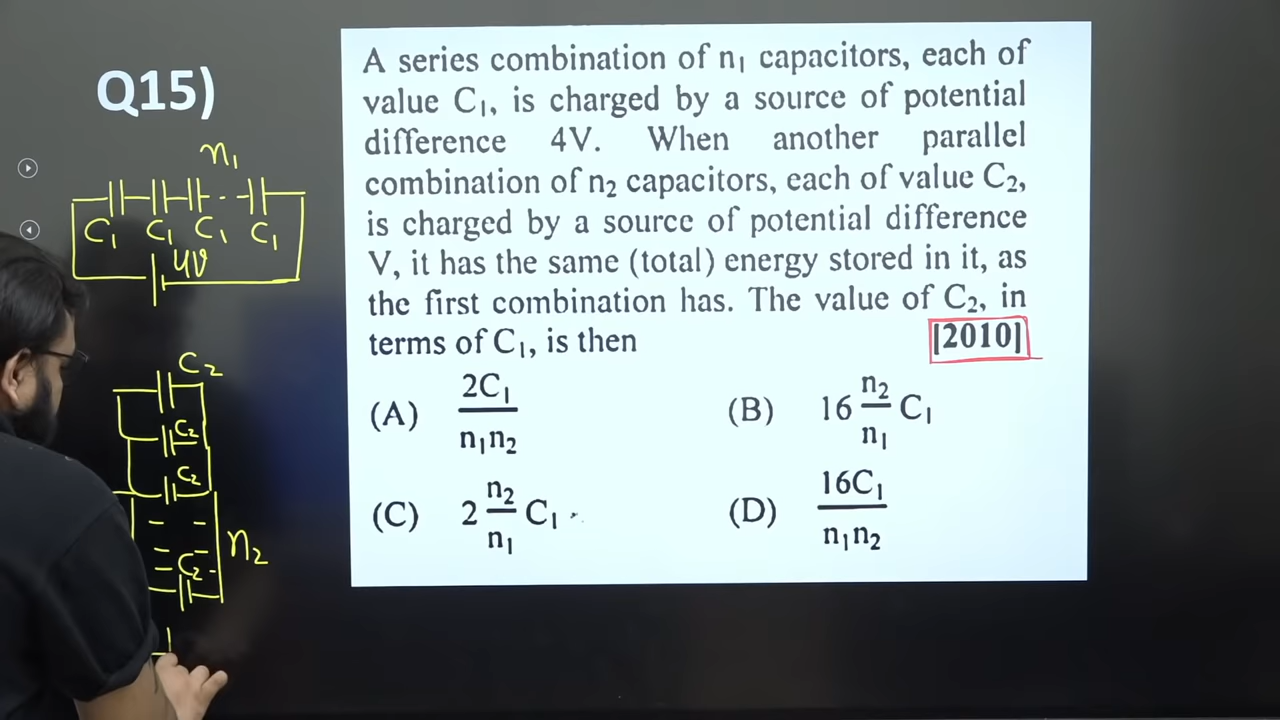 Q15)
n₁
C₁ C₁ C₁ C₁
4V
C₂
C₂
C₂
C₂
n₂
A series combination of n₁ capacitors, each of
value C₁, is charged by a source of potential
difference 4V. When another parallel
combination of n₂ capacitors, each of value C₂,
is charged by a source of potential difference
V, it has the same (total) energy stored in it, as
the first combination has. The value of C₂, in
terms of C₁, is then [2010]
(A) 2C₁/n₁n₂ (B) 16 n₂/n₁ C₁
(C) 2 n₂/n₁ C₁ (D) 16C₁/n₁n₂